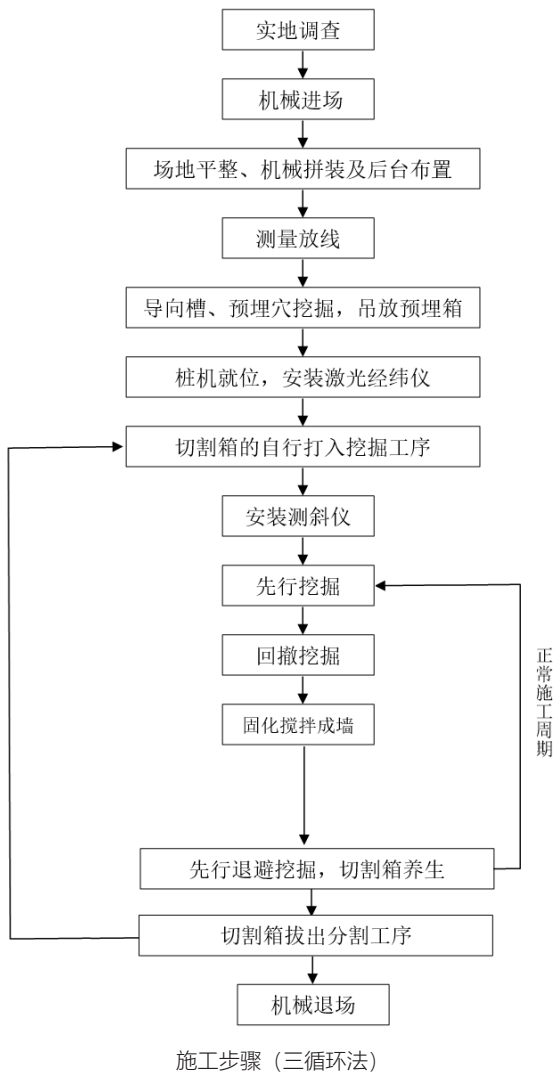 实地调查
机械进场
场地平整、机械拼装及后台布置
测量放线
导向槽、预埋穴挖掘，吊放预埋箱
桩机就位，安装激光经纬仪
切割箱的自行打入挖掘工序
安装测斜仪
先行挖掘
回撤挖掘
正常施工周期
固化搅拌成墙
先行退避挖掘，切割箱养生
切割箱拔出分割工序
机械退场
施工步骤（三循环法）